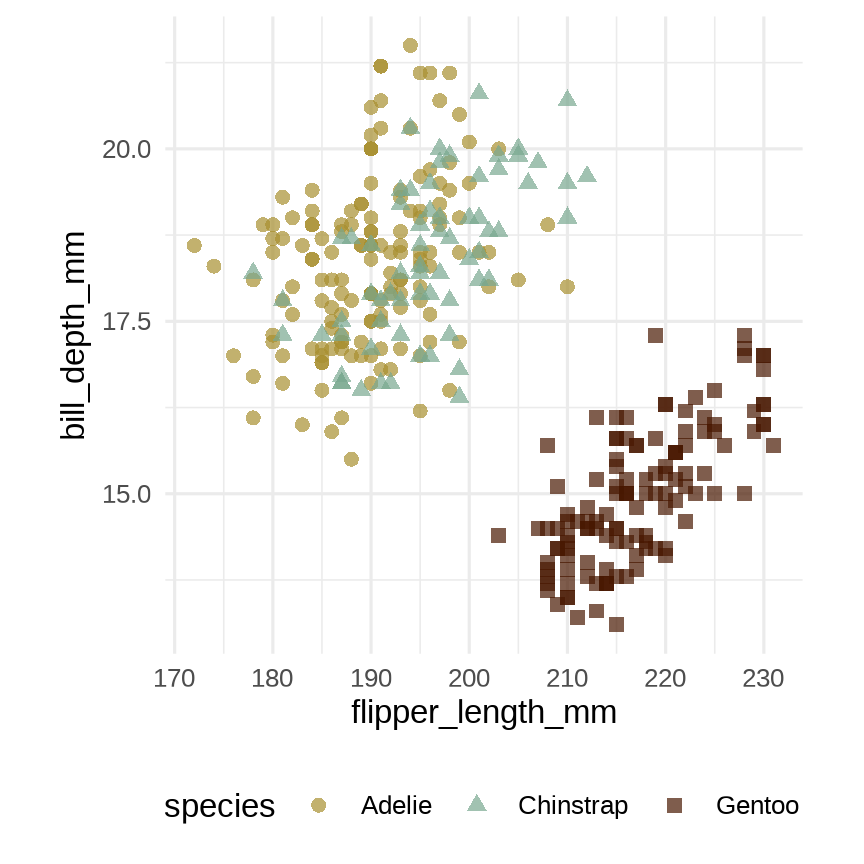 20.0
17.5
15.0
bill_depth_mm
170 180 190 200 210 220 230
flipper_length_mm
species Adelie Chinstrap Gentoo